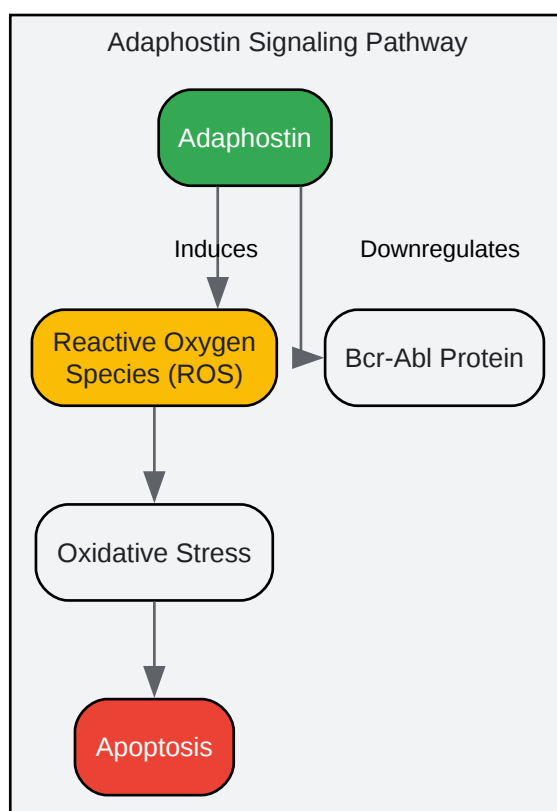 Adaphostin Signaling Pathway
Adaphostin
Induces
Downregulates
Reactive Oxygen
Species (ROS)
Bcr-Abl Protein
Oxidative Stress
Apoptosis